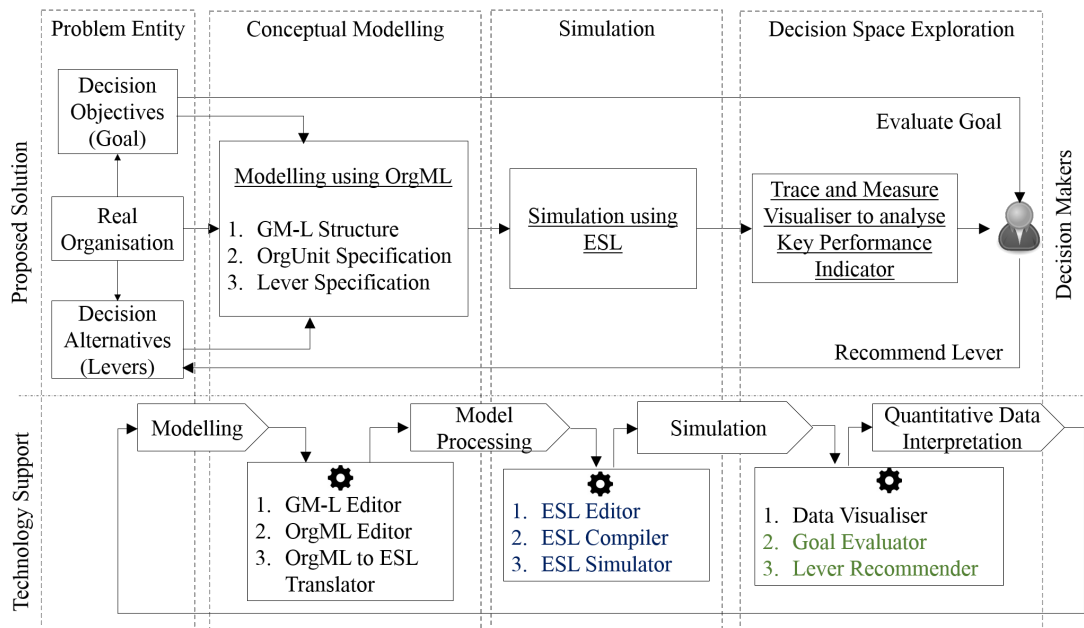 Problem Entity
Conceptual Modelling
Simulation
Decision Space Exploration
Proposed Solution
Decision
Objectives
(Goal)
Real
Organisation
Decision
Alternatives
(Levers)
Modelling using OrgML
1. GM-L Structure
2. OrgUnit Specification
3. Lever Specification
Simulation using
ESL
Trace and Measure
Visualiser to analyse
Key Performance
Indicator
Evaluate Goal
Recommend Lever
Decision Makers
Technology Support
Modelling
Model
Processing
Simulation
Quantitative Data
Interpretation
1. GM-L Editor
2. OrgML Editor
3. OrgML to ESL
Translator
1. ESL Editor
2. ESL Compiler
3. ESL Simulator
1. Data Visualiser
2. Goal Evaluator
3. Lever Recommender